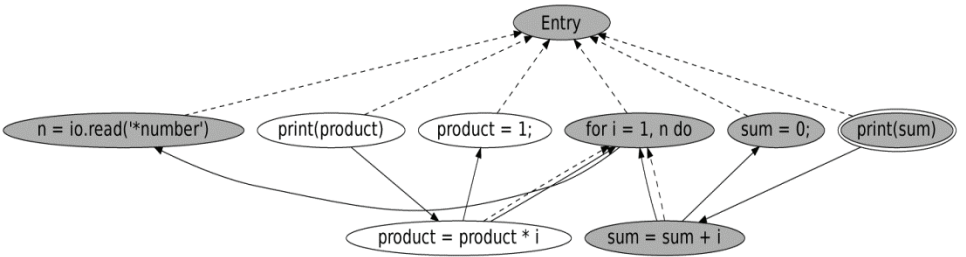 Entry
n = io.read('*number')
print(product)
product = 1;
for i = 1, n do
sum = 0;
print(sum)
product = product * i
sum = sum + i